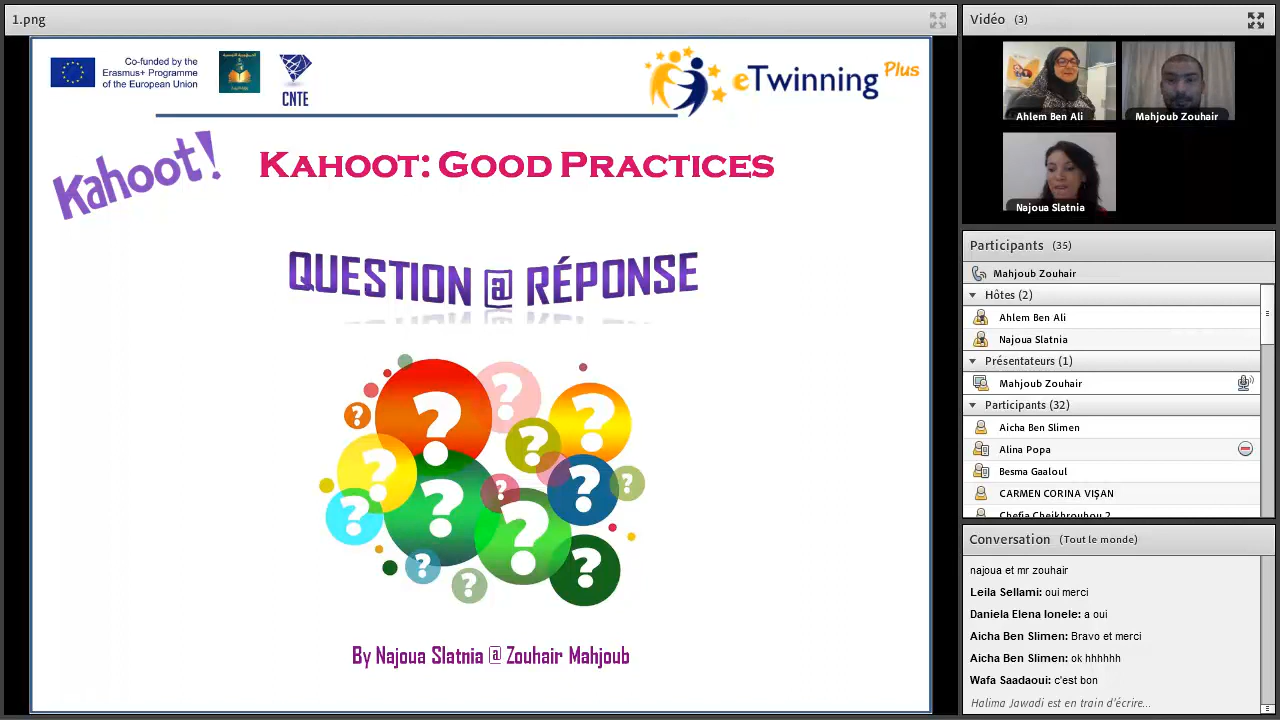 1.png
Co-funded by the
Erasmus+ Programme
of the European Union
CNTE
eTwinning Plus
Kahoot!
KAHOOT: GOOD PRACTICES
QUESTION @ RÉPONSE
? ? ? ? ? ? ? ? ? ? ? ? ? ? ?
By Najoua Slatnia @ Zouhair Mahjoub
Vidéo (3)
Ahlem Ben Ali
Mahjoub Zouhair
Najoua Slatnia
Participants (35)
Mahjoub Zouhair
Hôtes (2)
Ahlem Ben Ali
Najoua Slatnia
Présentateurs (1)
Mahjoub Zouhair
Participants (32)
Aicha Ben Slimen
Alina Popa
Besma Gaaloul
CARMEN CORINA VIȘAN
Chefia Cheikhrouhou 2
Conversation (Tout le monde)
najoua et mr zouhair
Leila Sellami: oui merci
Daniela Elena Ionele: a oui
Aicha Ben Slimen: Bravo et merci
Aicha Ben Slimen: ok hhhhhh
Wafa Saadaoui: c'est bon
Halima Jawadi est en train d'écrire...